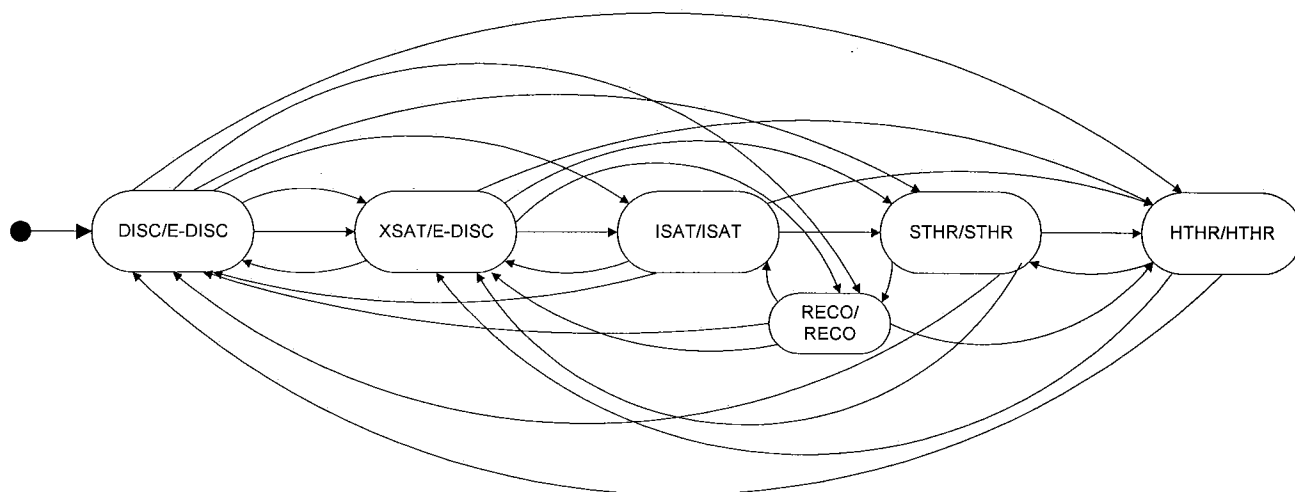 DISC/E-DISC
XSAT/E-DISC
ISAT/ISAT
STHR/STHR
HTHR/HTHR
RECO/
RECO